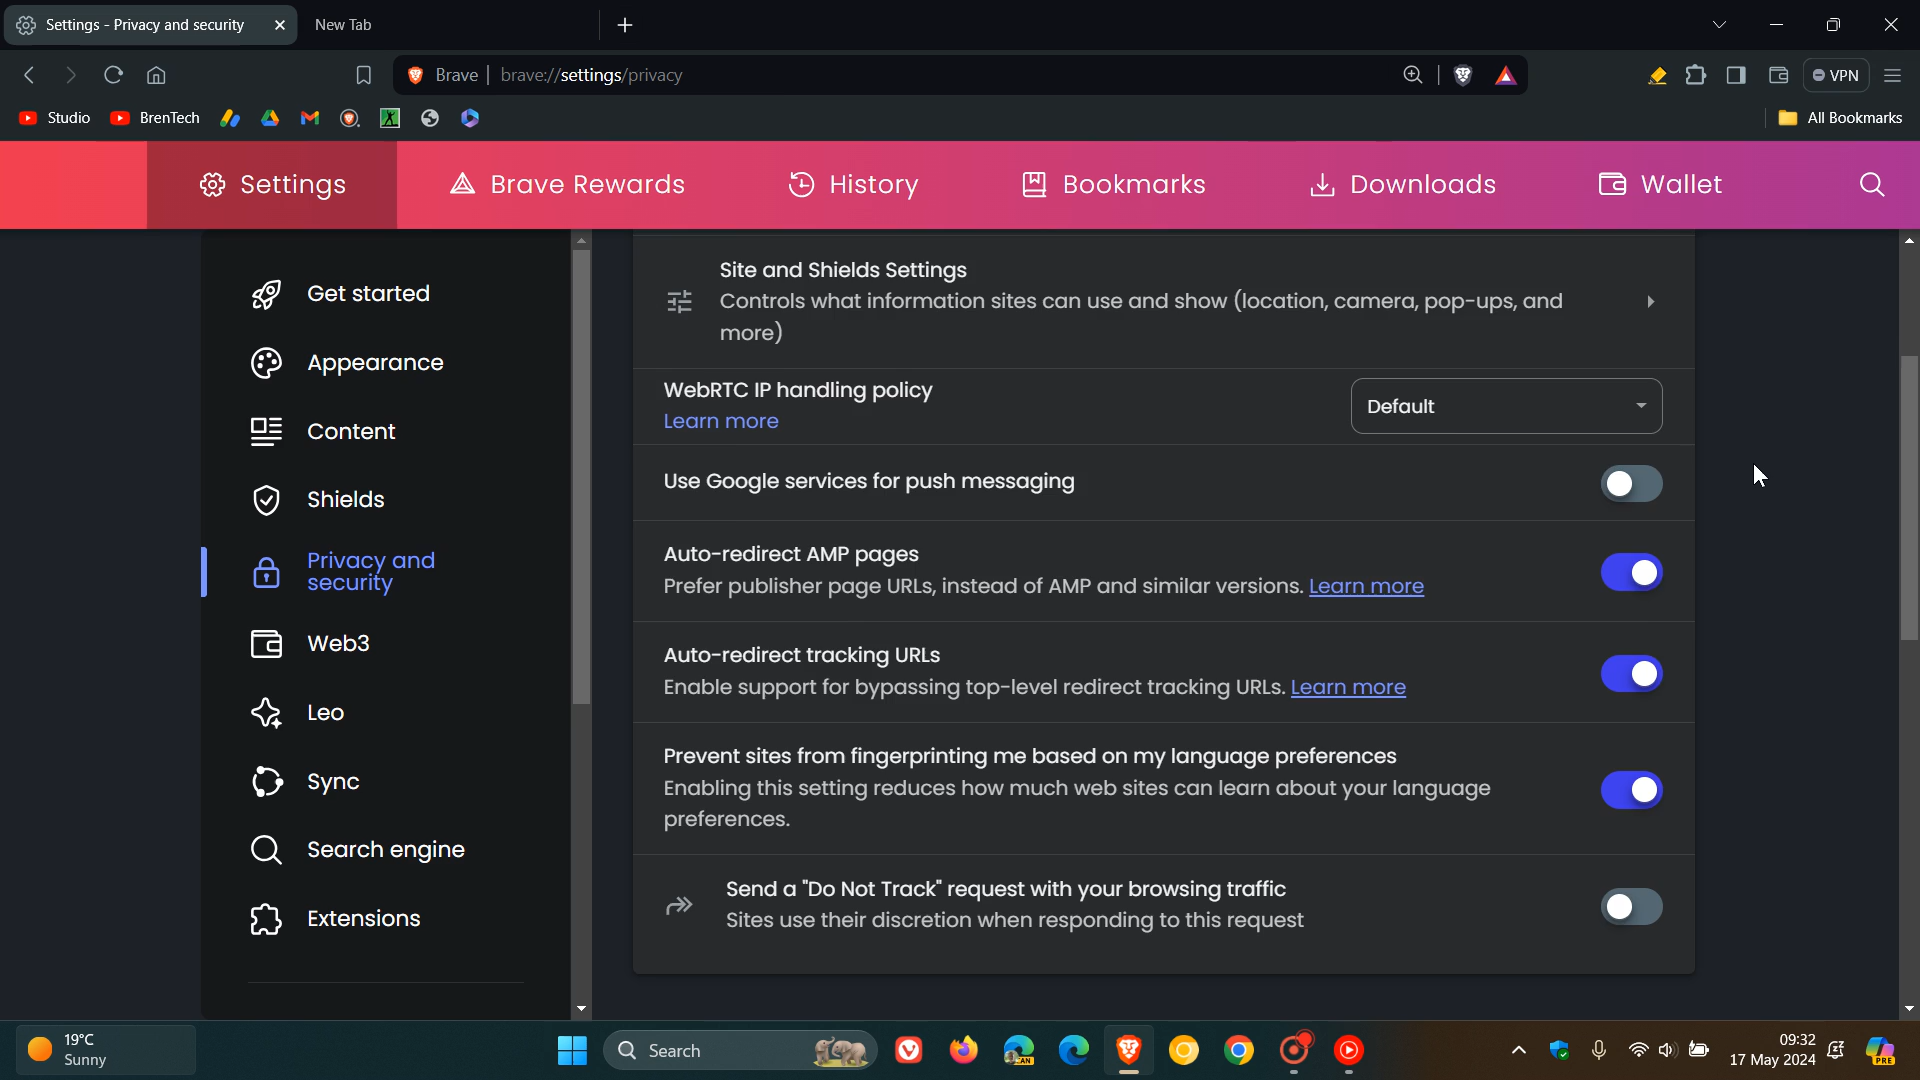 Settings - Privacy and security
New Tab
Brave | brave://settings/privacy
VPN
Studio
BrenTech
All Bookmarks
Settings
Brave Rewards
History
Bookmarks
Downloads
Wallet
Get started
Appearance
Content
Shields
Privacy and
security
Web3
Leo
Sync
Search engine
Extensions
Site and Shields Settings
Controls what information sites can use and show (location, camera, pop-ups, and
more)
WebRTC IP handling policy
Learn more
Default
Use Google services for push messaging
Auto-redirect AMP pages
Prefer publisher page URLs, instead of AMP and similar versions. Learn more
Auto-redirect tracking URLs
Enable support for bypassing top-level redirect tracking URLs. Learn more
Prevent sites from fingerprinting me based on my language preferences
Enabling this setting reduces how much web sites can learn about your language
preferences.
Send a "Do Not Track" request with your browsing traffic
Sites use their discretion when responding to this request
19°C
Sunny
Search
CAN
09:32
17 May 2024
PRE